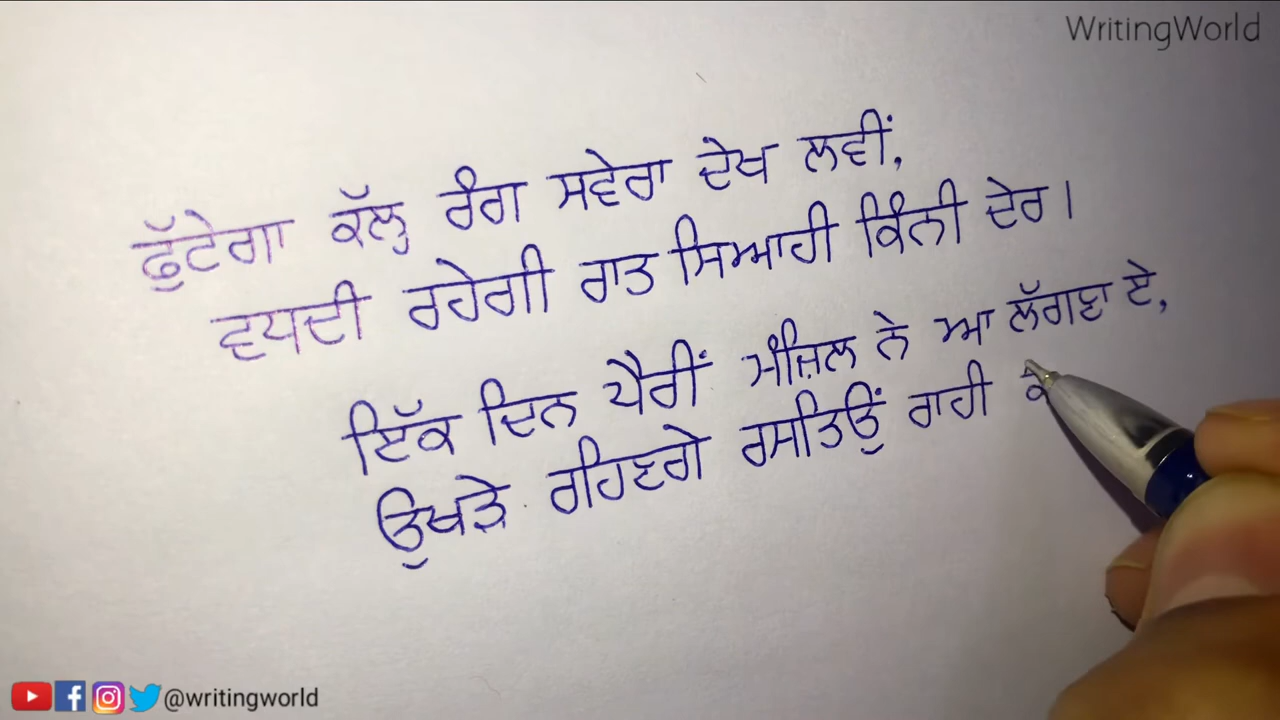 WritingWorld
ਫੁੱਟੇਗਾ ਕੱਲੁ ਰੰਗ ਸਵੇਰਾ ਦੇਖ ਲਵੀਂ,
ਵਧਦੀ ਰਹੇਗੀ ਰਾਤ ਸਿਆਹੀ ਕਿੰਨੀ ਦੇਰ।
ਇੱਕ ਦਿਨ ਪੈਰੀਂ ਮੰਜ਼ਿਲ ਨੇ ਆ ਲੱਗਣਾ ਏ,
ਉਖੜੇ ਰਹਿਣਗੇ ਰਸਤਿਉਂ ਰਾਹੀ
@writingworld